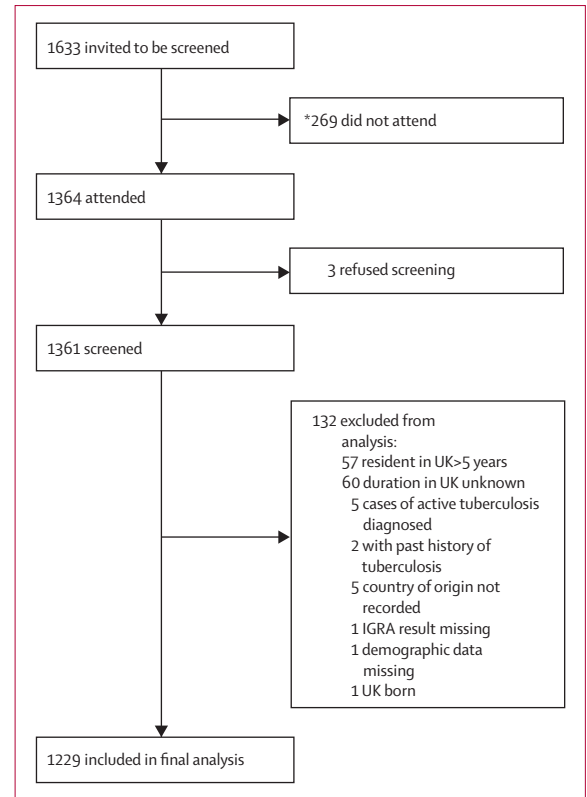 1633 invited to be screened
*269 did not attend
1364 attended
3 refused screening
1361 screened
132 excluded from
analysis:
57 resident in UK>5 years
60 duration in UK unknown
5 cases of active tuberculosis
diagnosed
2 with past history of
tuberculosis
5 country of origin not
recorded
1 IGRA result missing
1 demographic data
missing
1 UK born
1229 included in final analysis